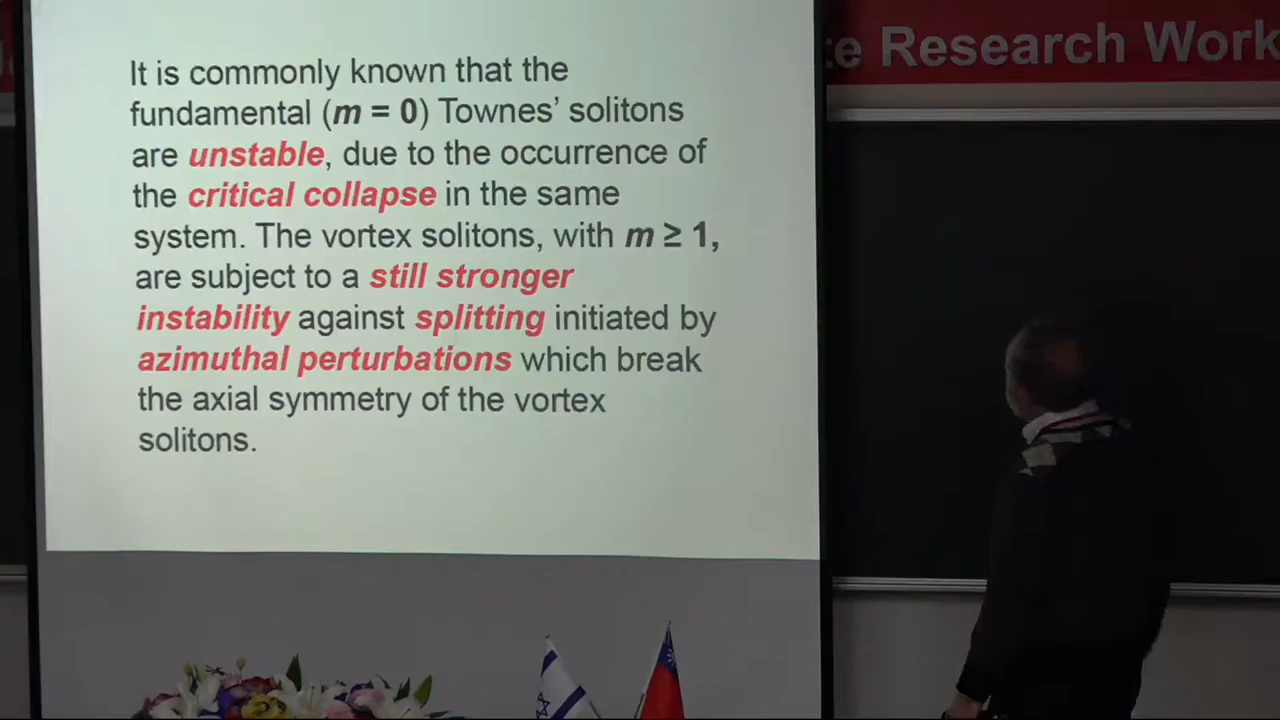 It is commonly known that the
fundamental (m = 0) Townes’ solitons
are unstable, due to the occurrence of
the critical collapse in the same
system. The vortex solitons, with m ≥ 1,
are subject to a still stronger
instability against splitting initiated by
azimuthal perturbations which break
the axial symmetry of the vortex
solitons.
te Research Work